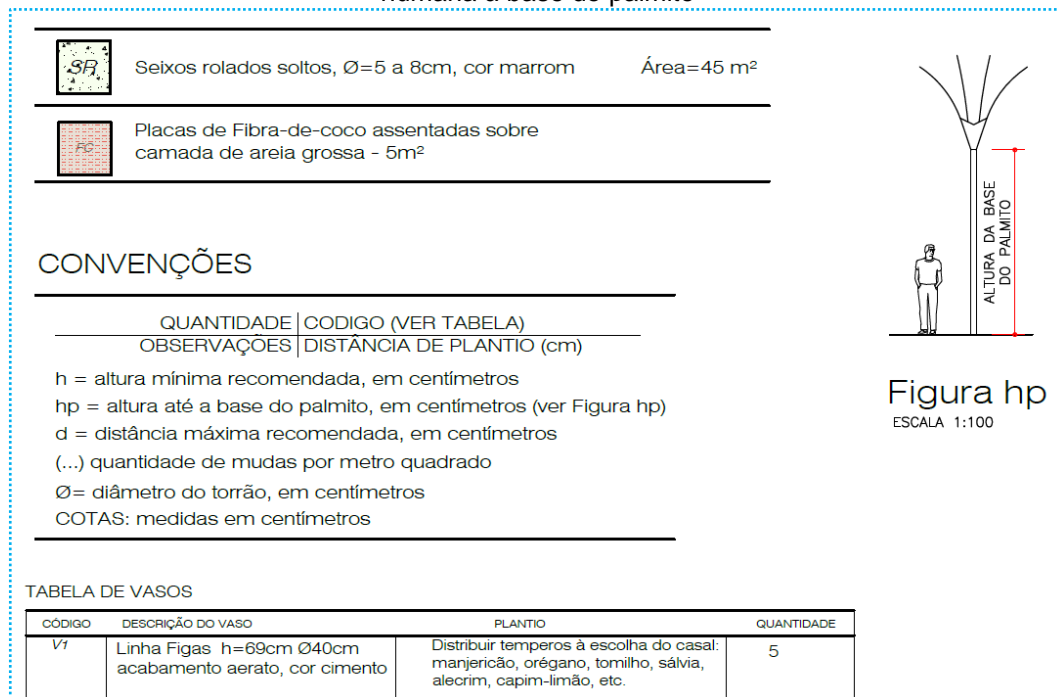 humana à base do palmito
SR
Seixos rolados soltos, Ø=5 a 8cm, cor marrom Área=45 m²
FC
Placas de Fibra-de-coco assentadas sobre
camada de areia grossa - 5m²
ALTURA DA BASE
DO PALMITO
Figura hp
ESCALA 1:100
CONVENÇÕES
QUANTIDADE CODIGO (VER TABELA)
OBSERVAÇÕES DISTÂNCIA DE PLANTIO (cm)
h = altura mínima recomendada, em centímetros
hp = altura até a base do palmito, em centímetros (ver Figura hp)
d = distância máxima recomendada, em centímetros
(...) quantidade de mudas por metro quadrado
Ø= diâmetro do torrão, em centímetros
COTAS: medidas em centímetros
TABELA DE VASOS
CÓDIGO DESCRIÇÃO DO VASO PLANTIO QUANTIDADE
V1 Linha Figas h=69cm Ø40cm
acabamento aerato, cor cimento
Distribuir temperos à escolha do casal:
manjericão, orégano, tomilho, sálvia,
alecrim, capim-limão, etc.
5